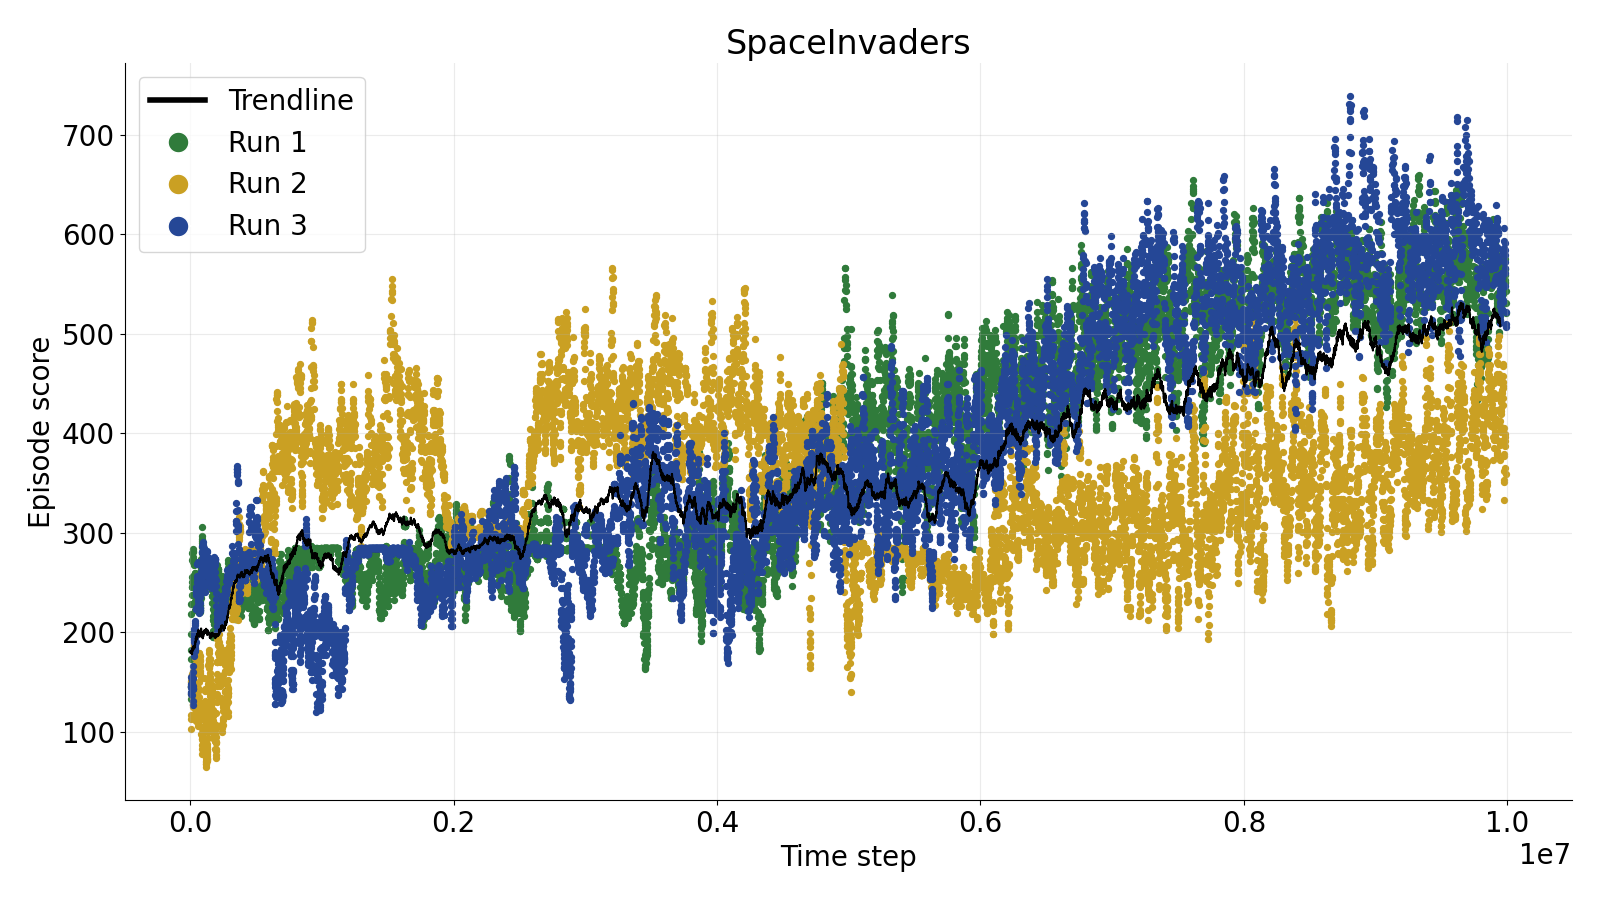 SpaceInvaders
Trendline
Run 1
Run 2
Run 3
Episode score
700
600
500
400
300
200
100
0.0 0.2 0.4 0.6 0.8 1.0
Time step
1e7